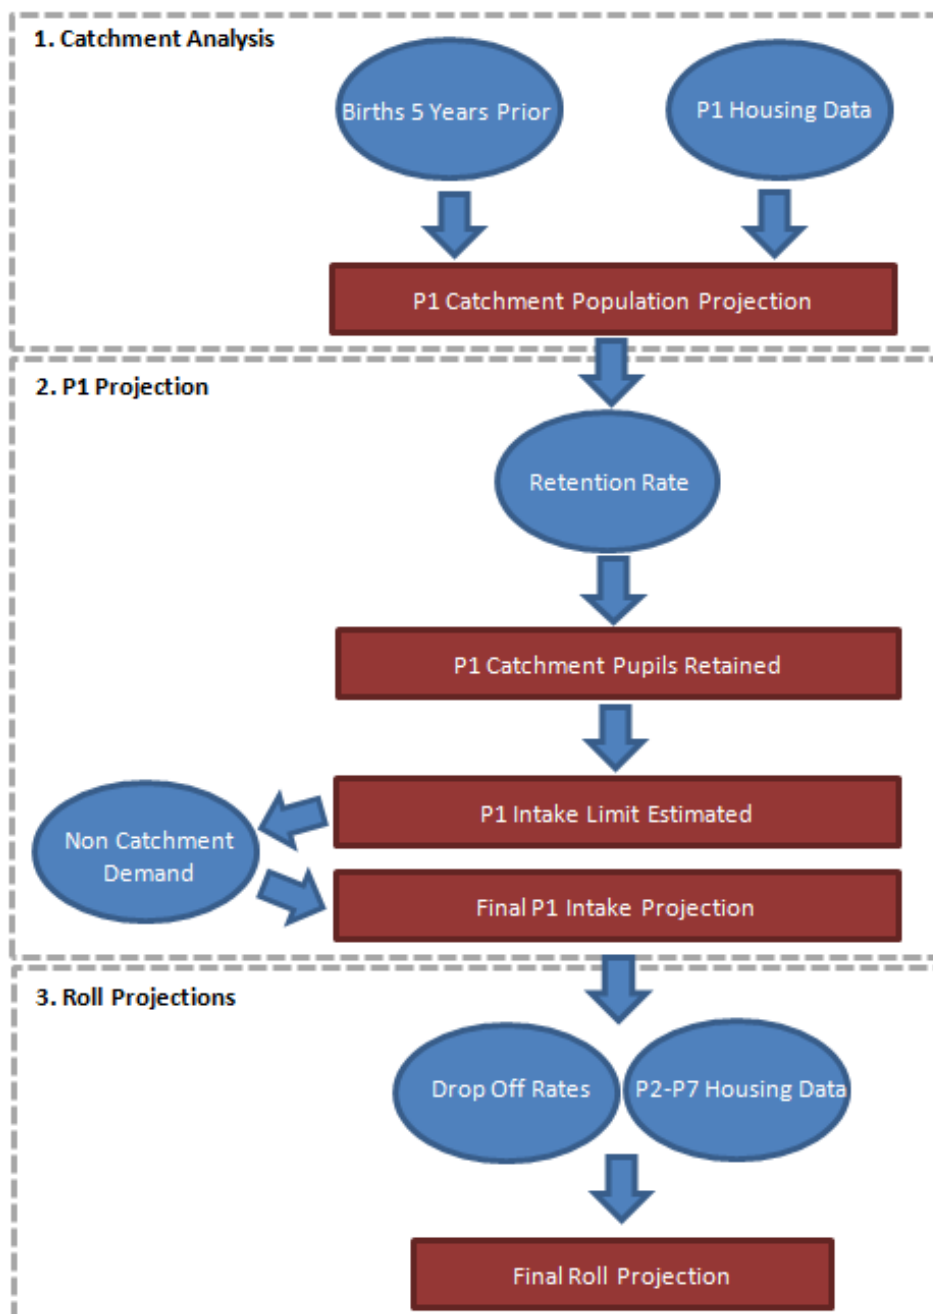 1. Catchment Analysis
Births 5 Years Prior
P1 Housing Data
P1 Catchment Population Projection
2. P1 Projection
Retention Rate
P1 Catchment Pupils Retained
P1 Intake Limit Estimated
Non Catchment
Demand
Final P1 Intake Projection
3. Roll Projections
Drop Off Rates
P2-P7 Housing Data
Final Roll Projection